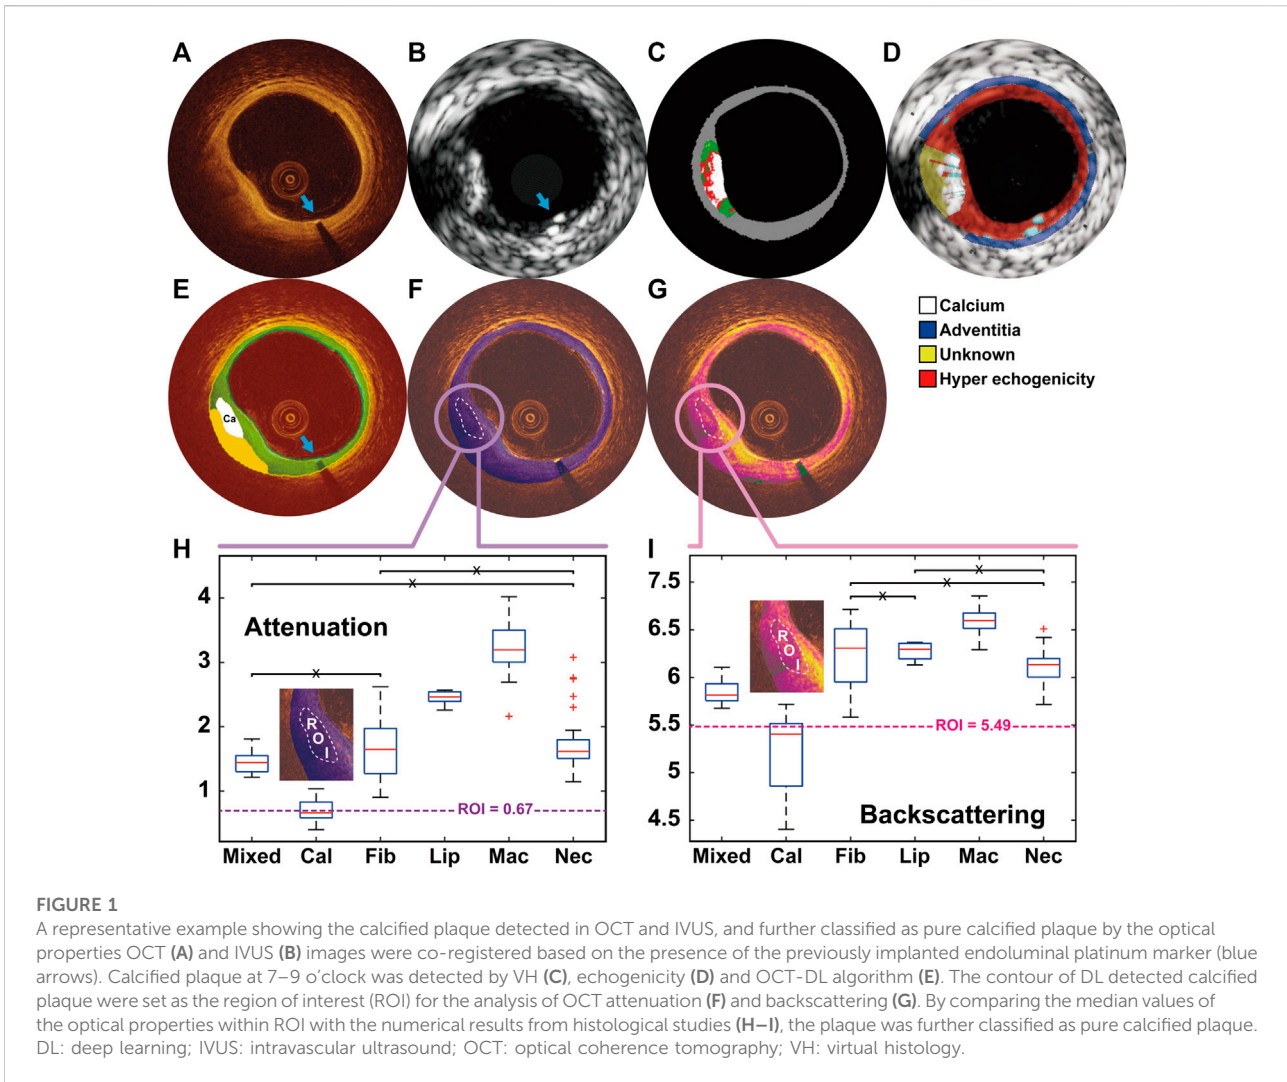 A
B
C
D
E
Ca
F
G
Calcium
Adventitia
Unknown
Hyper echogenicity
H
4
3
2
1
Attenuation
x
x
x
R
O
I
ROI = 0.67
Mixed Cal Fib Lip Mac Nec
I
7.5
6.5
6
5.5
5
4.5
x
x
x
R
O
I
ROI = 5.49
Backscattering
Mixed Cal Fib Lip Mac Nec
FIGURE 1
A representative example showing the calcified plaque detected in OCT and IVUS, and further classified as pure calcified plaque by the optical
properties OCT (A) and IVUS (B) images were co-registered based on the presence of the previously implanted endoluminal platinum marker (blue
arrows). Calcified plaque at 7–9 o'clock was detected by VH (C), echogenicity (D) and OCT-DL algorithm (E). The contour of DL detected calcified
plaque were set as the region of interest (ROI) for the analysis of OCT attenuation (F) and backscattering (G). By comparing the median values of
the optical properties within ROI with the numerical results from histological studies (H–I), the plaque was further classified as pure calcified plaque.
DL: deep learning; IVUS: intravascular ultrasound; OCT: optical coherence tomography; VH: virtual histology.